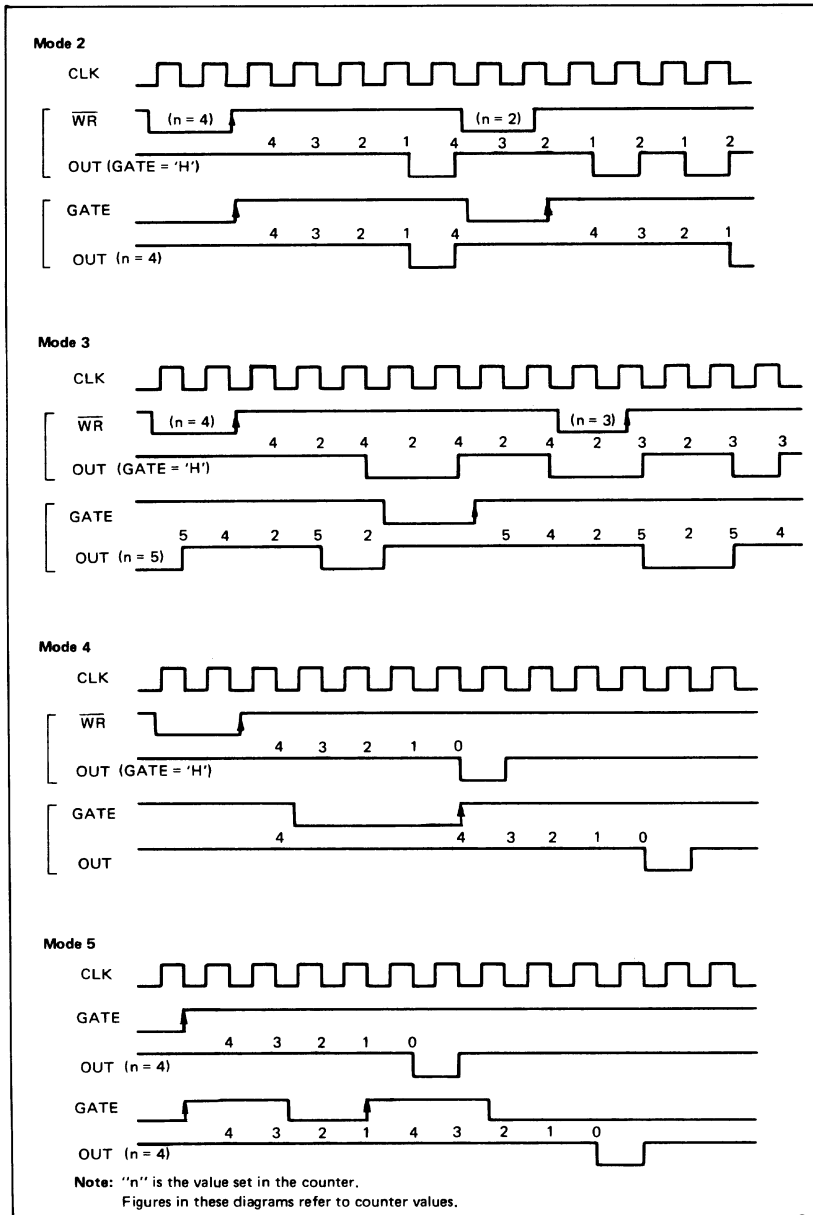 Mode 2
CLK
WR (n = 4) (n = 2)
4 3 2 1 4 3 2 1 2 1 2
OUT (GATE = 'H')
GATE
4 3 2 1 4 4 3 2 1
OUT (n = 4)
Mode 3
CLK
WR (n = 4) (n = 3)
4 2 4 2 4 2 4 2 3 2 3 3
OUT (GATE = 'H')
GATE
5 4 2 5 2 5 4 2 5 2 5 4
OUT (n = 5)
Mode 4
CLK
WR
4 3 2 1 0
OUT (GATE = 'H')
GATE
4 4 3 2 1 0
OUT
Mode 5
CLK
GATE
4 3 2 1 0
OUT (n = 4)
GATE
4 3 2 1 4 3 2 1 0
OUT (n = 4)
Note: "n" is the value set in the counter.
Figures in these diagrams refer to counter values.